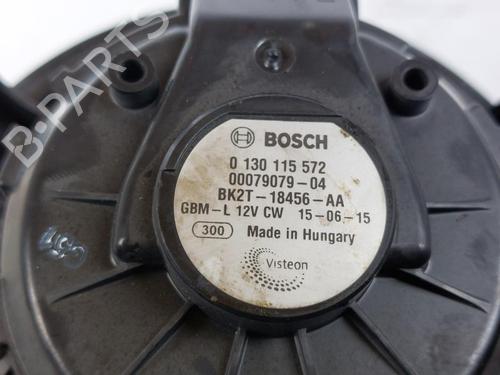 BOSCH
0 130 115 572
00079079-04
BK2T-18456-AA
GBM-L 12V CW 15-06-15
300 Made in Hungary
Visteon
B-PARTS